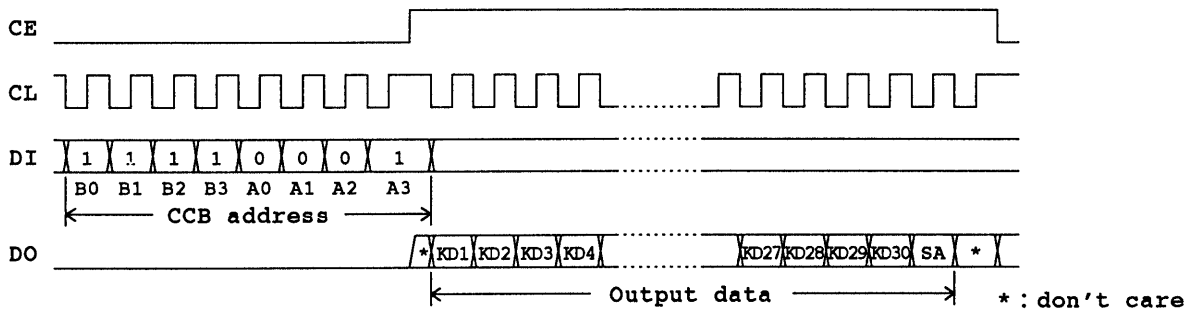 CE
CL
DI 1 1 1 1 0 0 0 1
B0 B1 B2 B3 A0 A1 A2 A3
CCB address
DO * KD1 KD2 KD3 KD4 KD27 KD28 KD29 KD30 SA *
Output data
* : don't care